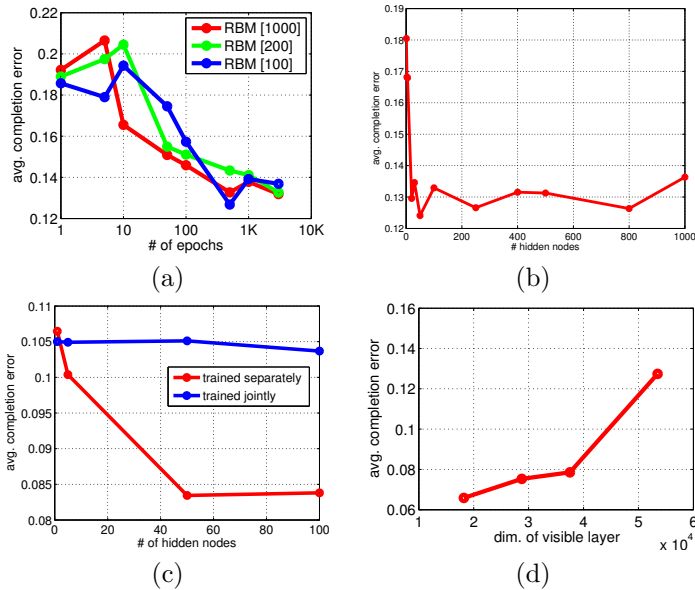 0.22
0.2
0.18
0.16
0.14
0.12
avg. completion error
1 10 100 1K 10K
# of epochs
RBM [1000]
RBM [200]
RBM [100]
(a)
0.19
0.18
0.17
0.16
0.15
0.14
0.13
0.12
avg. completion error
0 200 400 600 800 1000
# hidden nodes
(b)
0.11
0.105
0.1
0.095
0.09
0.085
0.08
avg. completion error
0 20 40 60 80 100
# of hidden nodes
trained separately
trained jointly
(c)
0.16
0.14
0.12
0.1
0.08
0.06
avg. completion error
1 2 3 4 5 6
dim. of visible layer
x 10⁴
(d)